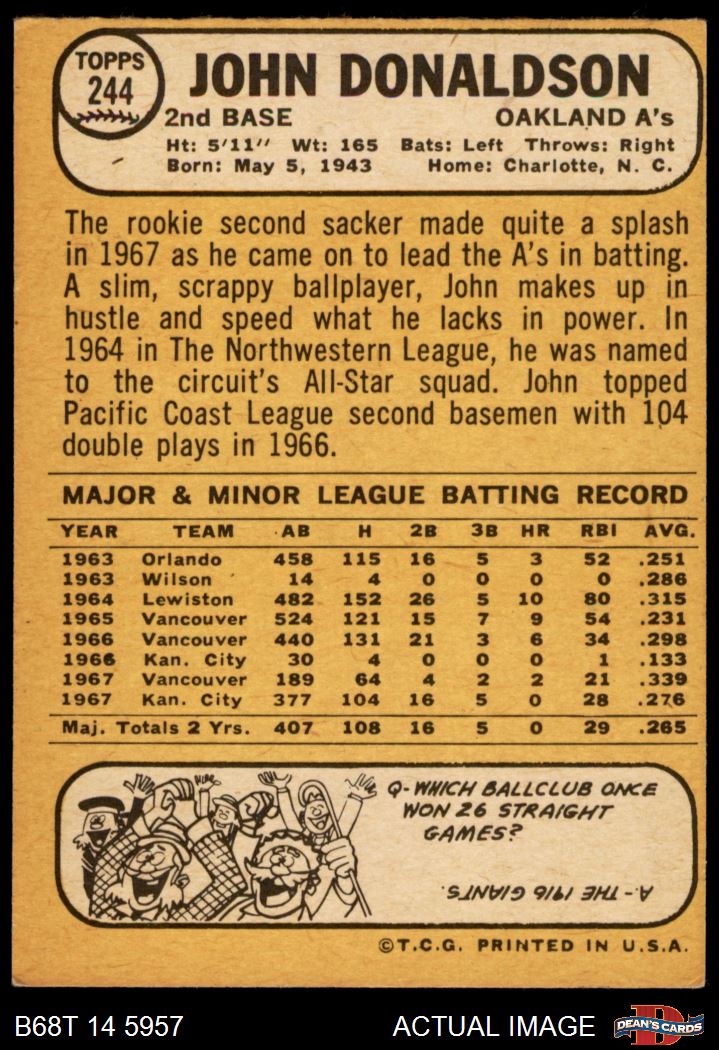 TOPPS
244
JOHN DONALDSON
2nd BASE OAKLAND A's
Ht: 5'11" Wt: 165 Bats: Left Throws: Right
Born: May 5, 1943 Home: Charlotte, N. C.
The rookie second sacker made quite a splash
in 1967 as he came on to lead the A's in batting.
A slim, scrappy ballplayer, John makes up in
hustle and speed what he lacks in power. In
1964 in The Northwestern League, he was named
to the circuit's All-Star squad. John topped
Pacific Coast League second basemen with 104
double plays in 1966.
MAJOR & MINOR LEAGUE BATTING RECORD
YEAR TEAM AB H 2B 3B HR RBI AVG.
1963 Orlando 458 115 16 5 3 52 .251
1963 Wilson 14 4 0 0 0 0 .286
1964 Lewiston 482 152 26 5 10 80 .315
1965 Vancouver 524 121 15 7 9 54 .231
1966 Vancouver 440 131 21 3 6 34 .298
1966 Kan. City 30 4 0 0 0 1 .133
1967 Vancouver 189 64 4 2 2 21 .339
1967 Kan. City 377 104 16 5 0 28 .276
Maj. Totals 2 Yrs. 407 108 16 5 0 29 .265
Q-WHICH BALLCLUB ONCE
WON 26 STRAIGHT
GAMES?
A-THE 1916 GIANTS.
©T.C.G. PRINTED IN U.S.A.
B68T 14 5957 ACTUAL IMAGE DEAN'S CARDS